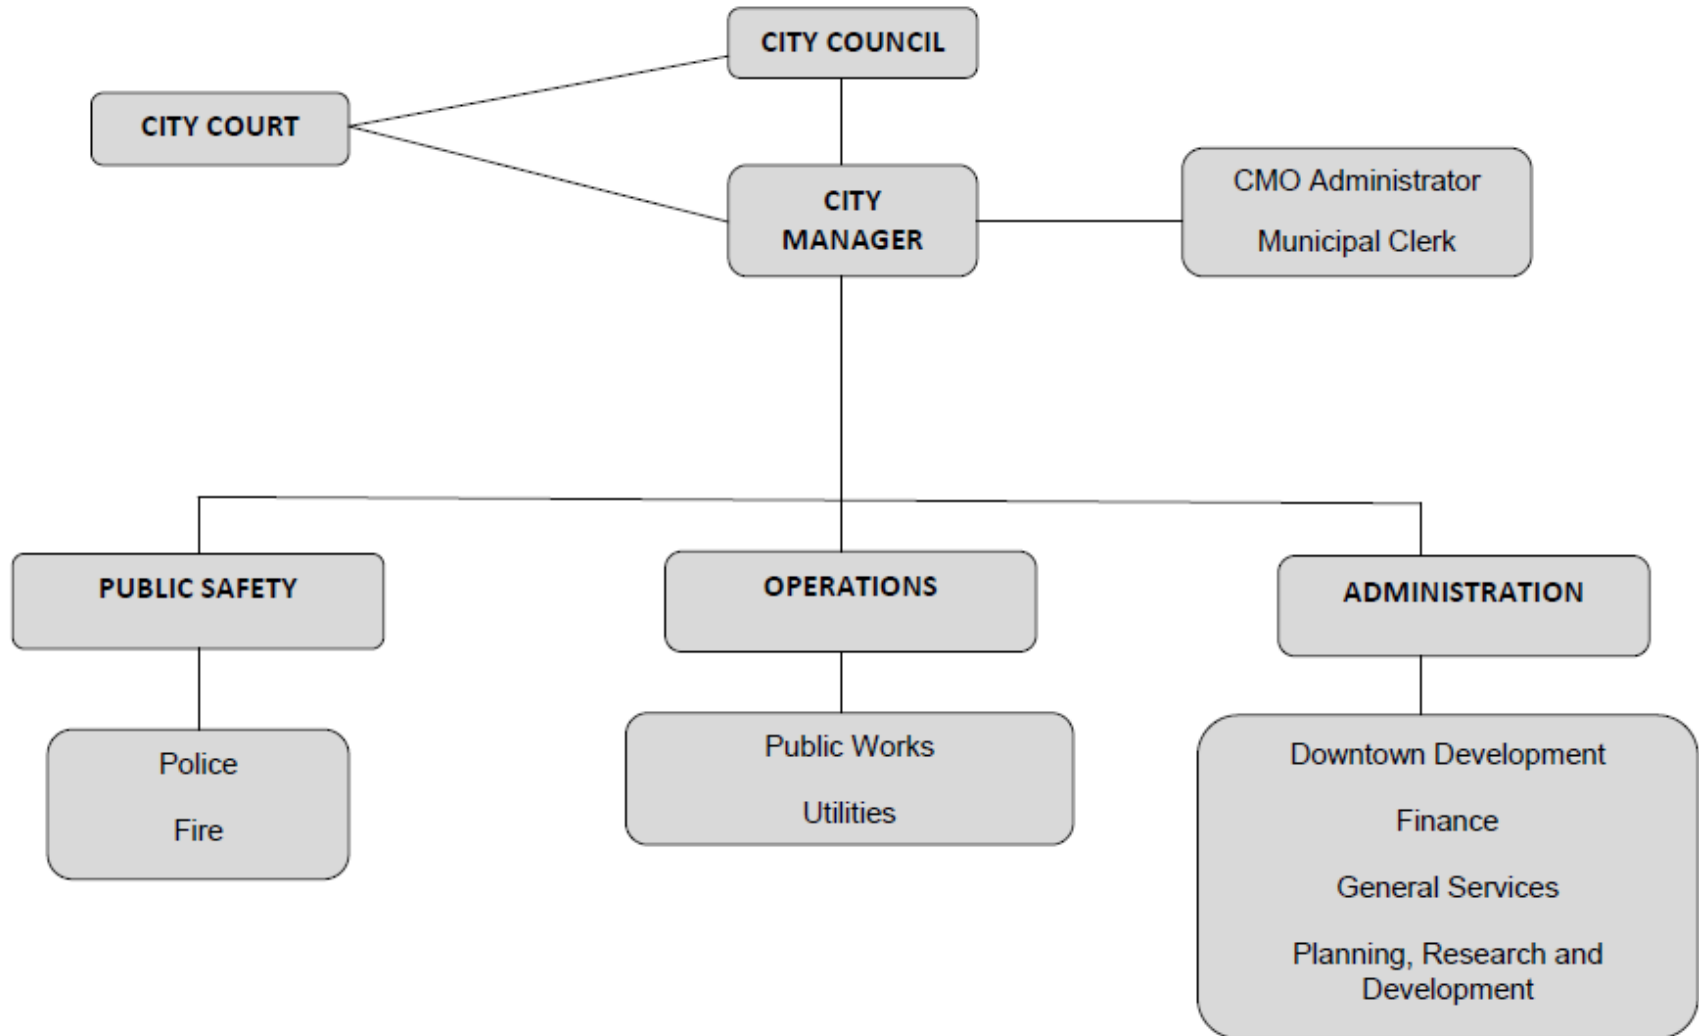 CITY COUNCIL
CITY COURT
CITY
MANAGER
CMO Administrator
Municipal Clerk
PUBLIC SAFETY
OPERATIONS
ADMINISTRATION
Police
Fire
Public Works
Utilities
Downtown Development
Finance
General Services
Planning, Research and
Development